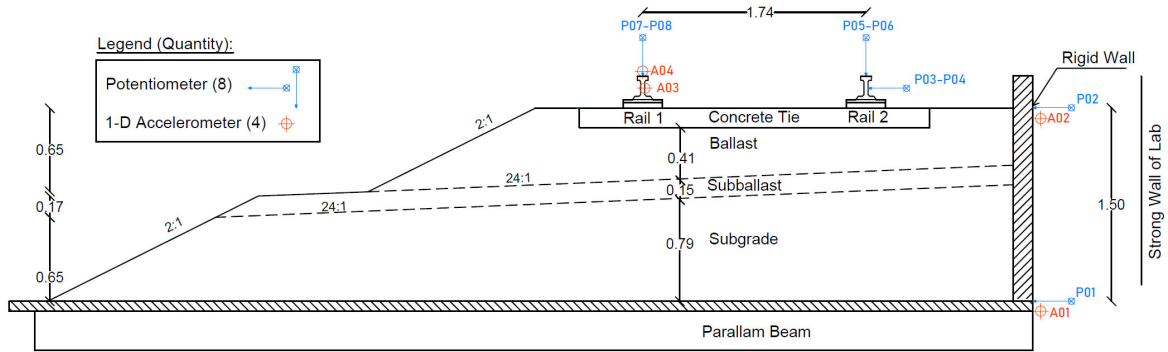 1.74
P07-P08
P05-P06
Legend (Quantity):
Rigid Wall
Potentiometer (8)
A04
A03
P03-P04
P02
1-D Accelerometer (4)
A02
2:1
Rail 1
Concrete Tie
Rail 2
0.65
Ballast
0.41
24:1
0.15
Subballast
0.17
24:1
2:1
Subgrade
0.79
1.50
Strong Wall of Lab
0.65
P01
A01
Parallam Beam